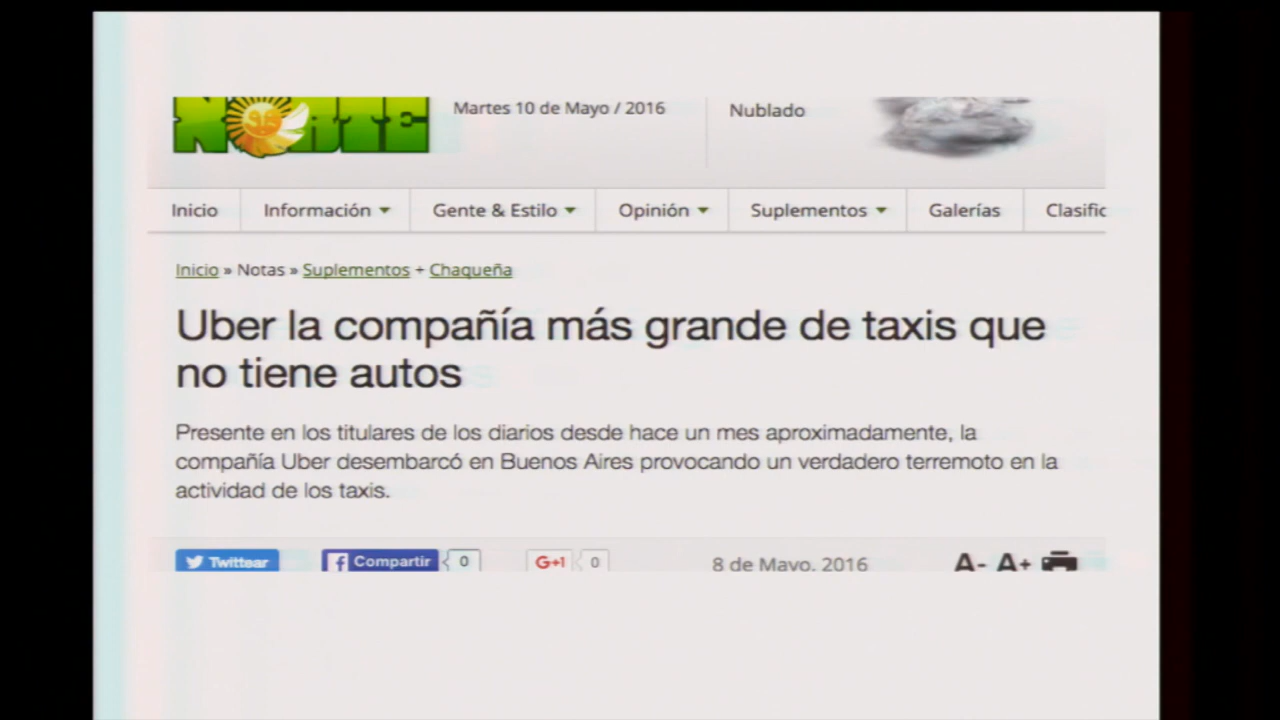 NORTE
Martes 10 de Mayo / 2016
Nublado
Inicio
Información
Gente & Estilo
Opinión
Suplementos
Galerías
Clasific
Inicio » Notas » Suplementos + Chaqueña
Uber la compañía más grande de taxis que
no tiene autos
Presente en los titulares de los diarios desde hace un mes aproximadamente, la
compañía Uber desembarcó en Buenos Aires provocando un verdadero terremoto en la
actividad de los taxis.
Twittear
Compartir
0
G+1
0
8 de Mayo, 2016
A- A+